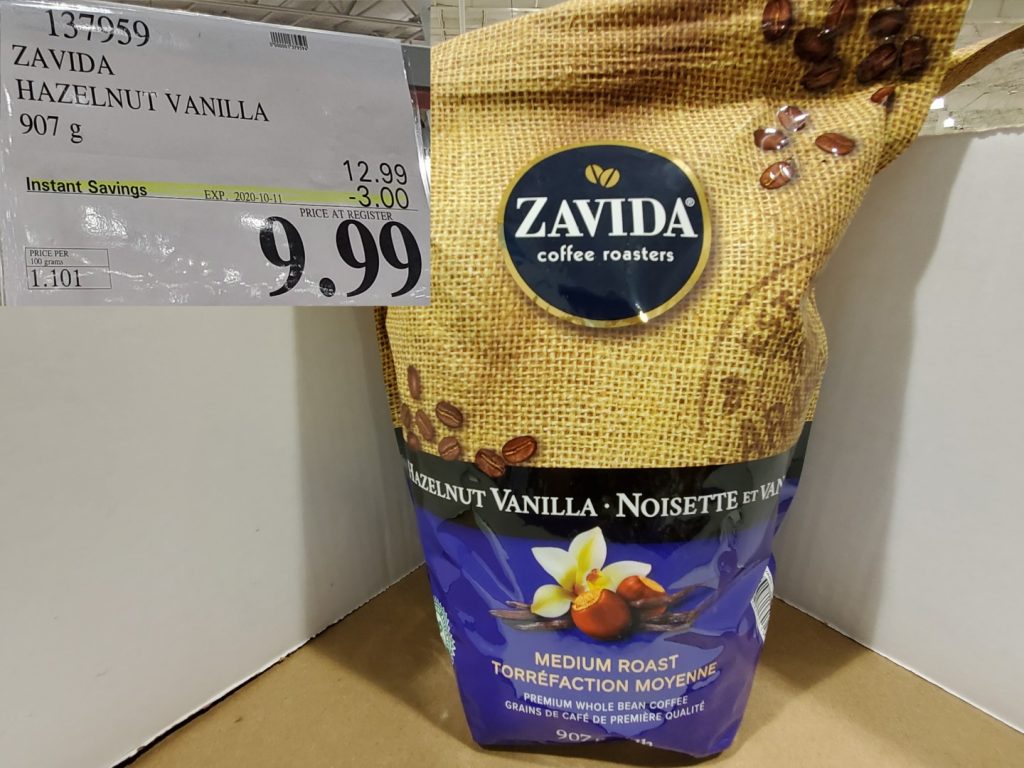 137959
ZAVIDA
HAZELNUT VANILLA
907 g
12.99
Instant Savings EXP. 2020-10-11 -3.00
PRICE AT REGISTER
9.99
PRICE PER
100 grams
1.101
ZAVIDA®
coffee roasters
HAZELNUT VANILLA · NOISETTE ET VAN
MEDIUM ROAST
TORRÉFACTION MOYENNE
PREMIUM WHOLE BEAN COFFEE
GRAINS DE CAFÉ DE PREMIÈRE QUALITÉ
907